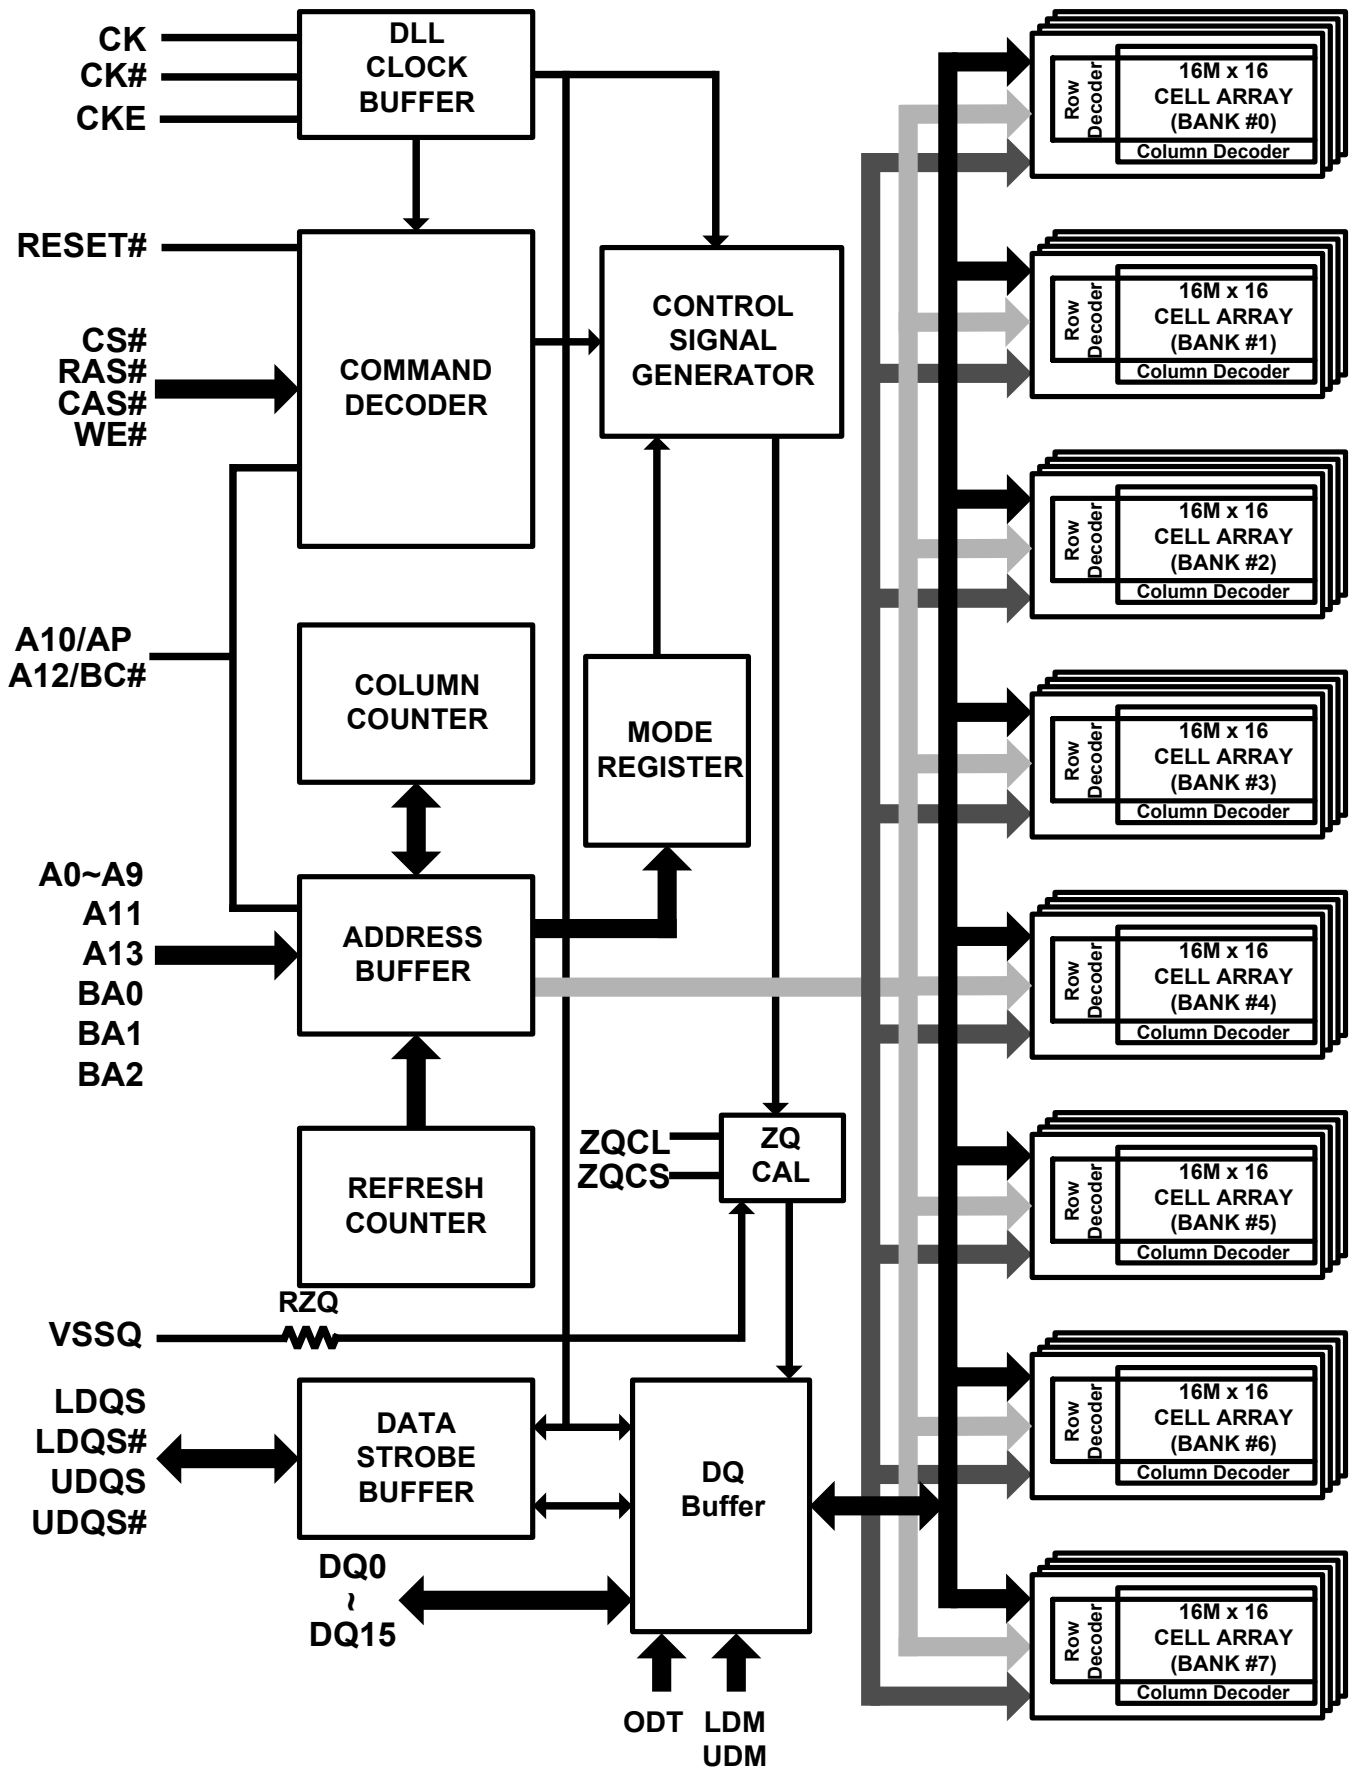 CK
CK#
CKE
DLL
CLOCK
BUFFER
RESET#
CS#
RAS#
CAS#
WE#
COMMAND
DECODER
CONTROL
SIGNAL
GENERATOR
A10/AP
A12/BC#
COLUMN
COUNTER
MODE
REGISTER
A0~A9
A11
A13
BA0
BA1
BA2
ADDRESS
BUFFER
REFRESH
COUNTER
ZQCL
ZQCS
ZQ
CAL
RZQ
VSSQ
LDQS
LDQS#
UDQS
UDQS#
DATA
STROBE
BUFFER
DQ
Buffer
DQ0
~
DQ15
ODT
LDM
UDM
Row
Decoder
16M x 16
CELL ARRAY
(BANK #0)
Column Decoder
Row
Decoder
16M x 16
CELL ARRAY
(BANK #1)
Column Decoder
Row
Decoder
16M x 16
CELL ARRAY
(BANK #2)
Column Decoder
Row
Decoder
16M x 16
CELL ARRAY
(BANK #3)
Column Decoder
Row
Decoder
16M x 16
CELL ARRAY
(BANK #4)
Column Decoder
Row
Decoder
16M x 16
CELL ARRAY
(BANK #5)
Column Decoder
Row
Decoder
16M x 16
CELL ARRAY
(BANK #6)
Column Decoder
Row
Decoder
16M x 16
CELL ARRAY
(BANK #7)
Column Decoder